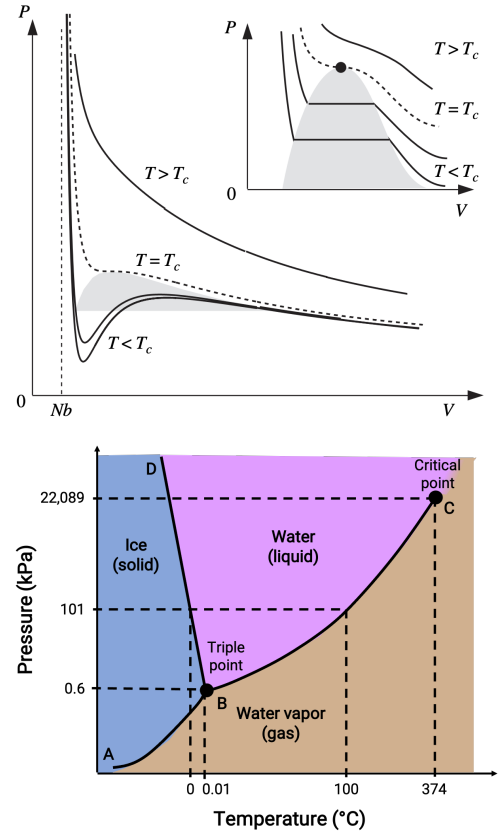 P
T > Tc
T = Tc
T < Tc
0
Nb
V
P
T > Tc
T = Tc
T < Tc
0
V
Pressure (kPa)
22,089
101
0.6
D
Ice
(solid)
Water
(liquid)
Critical
point
C
Triple
point
B
Water vapor
(gas)
A
0 0.01 100 374
Temperature (°C)